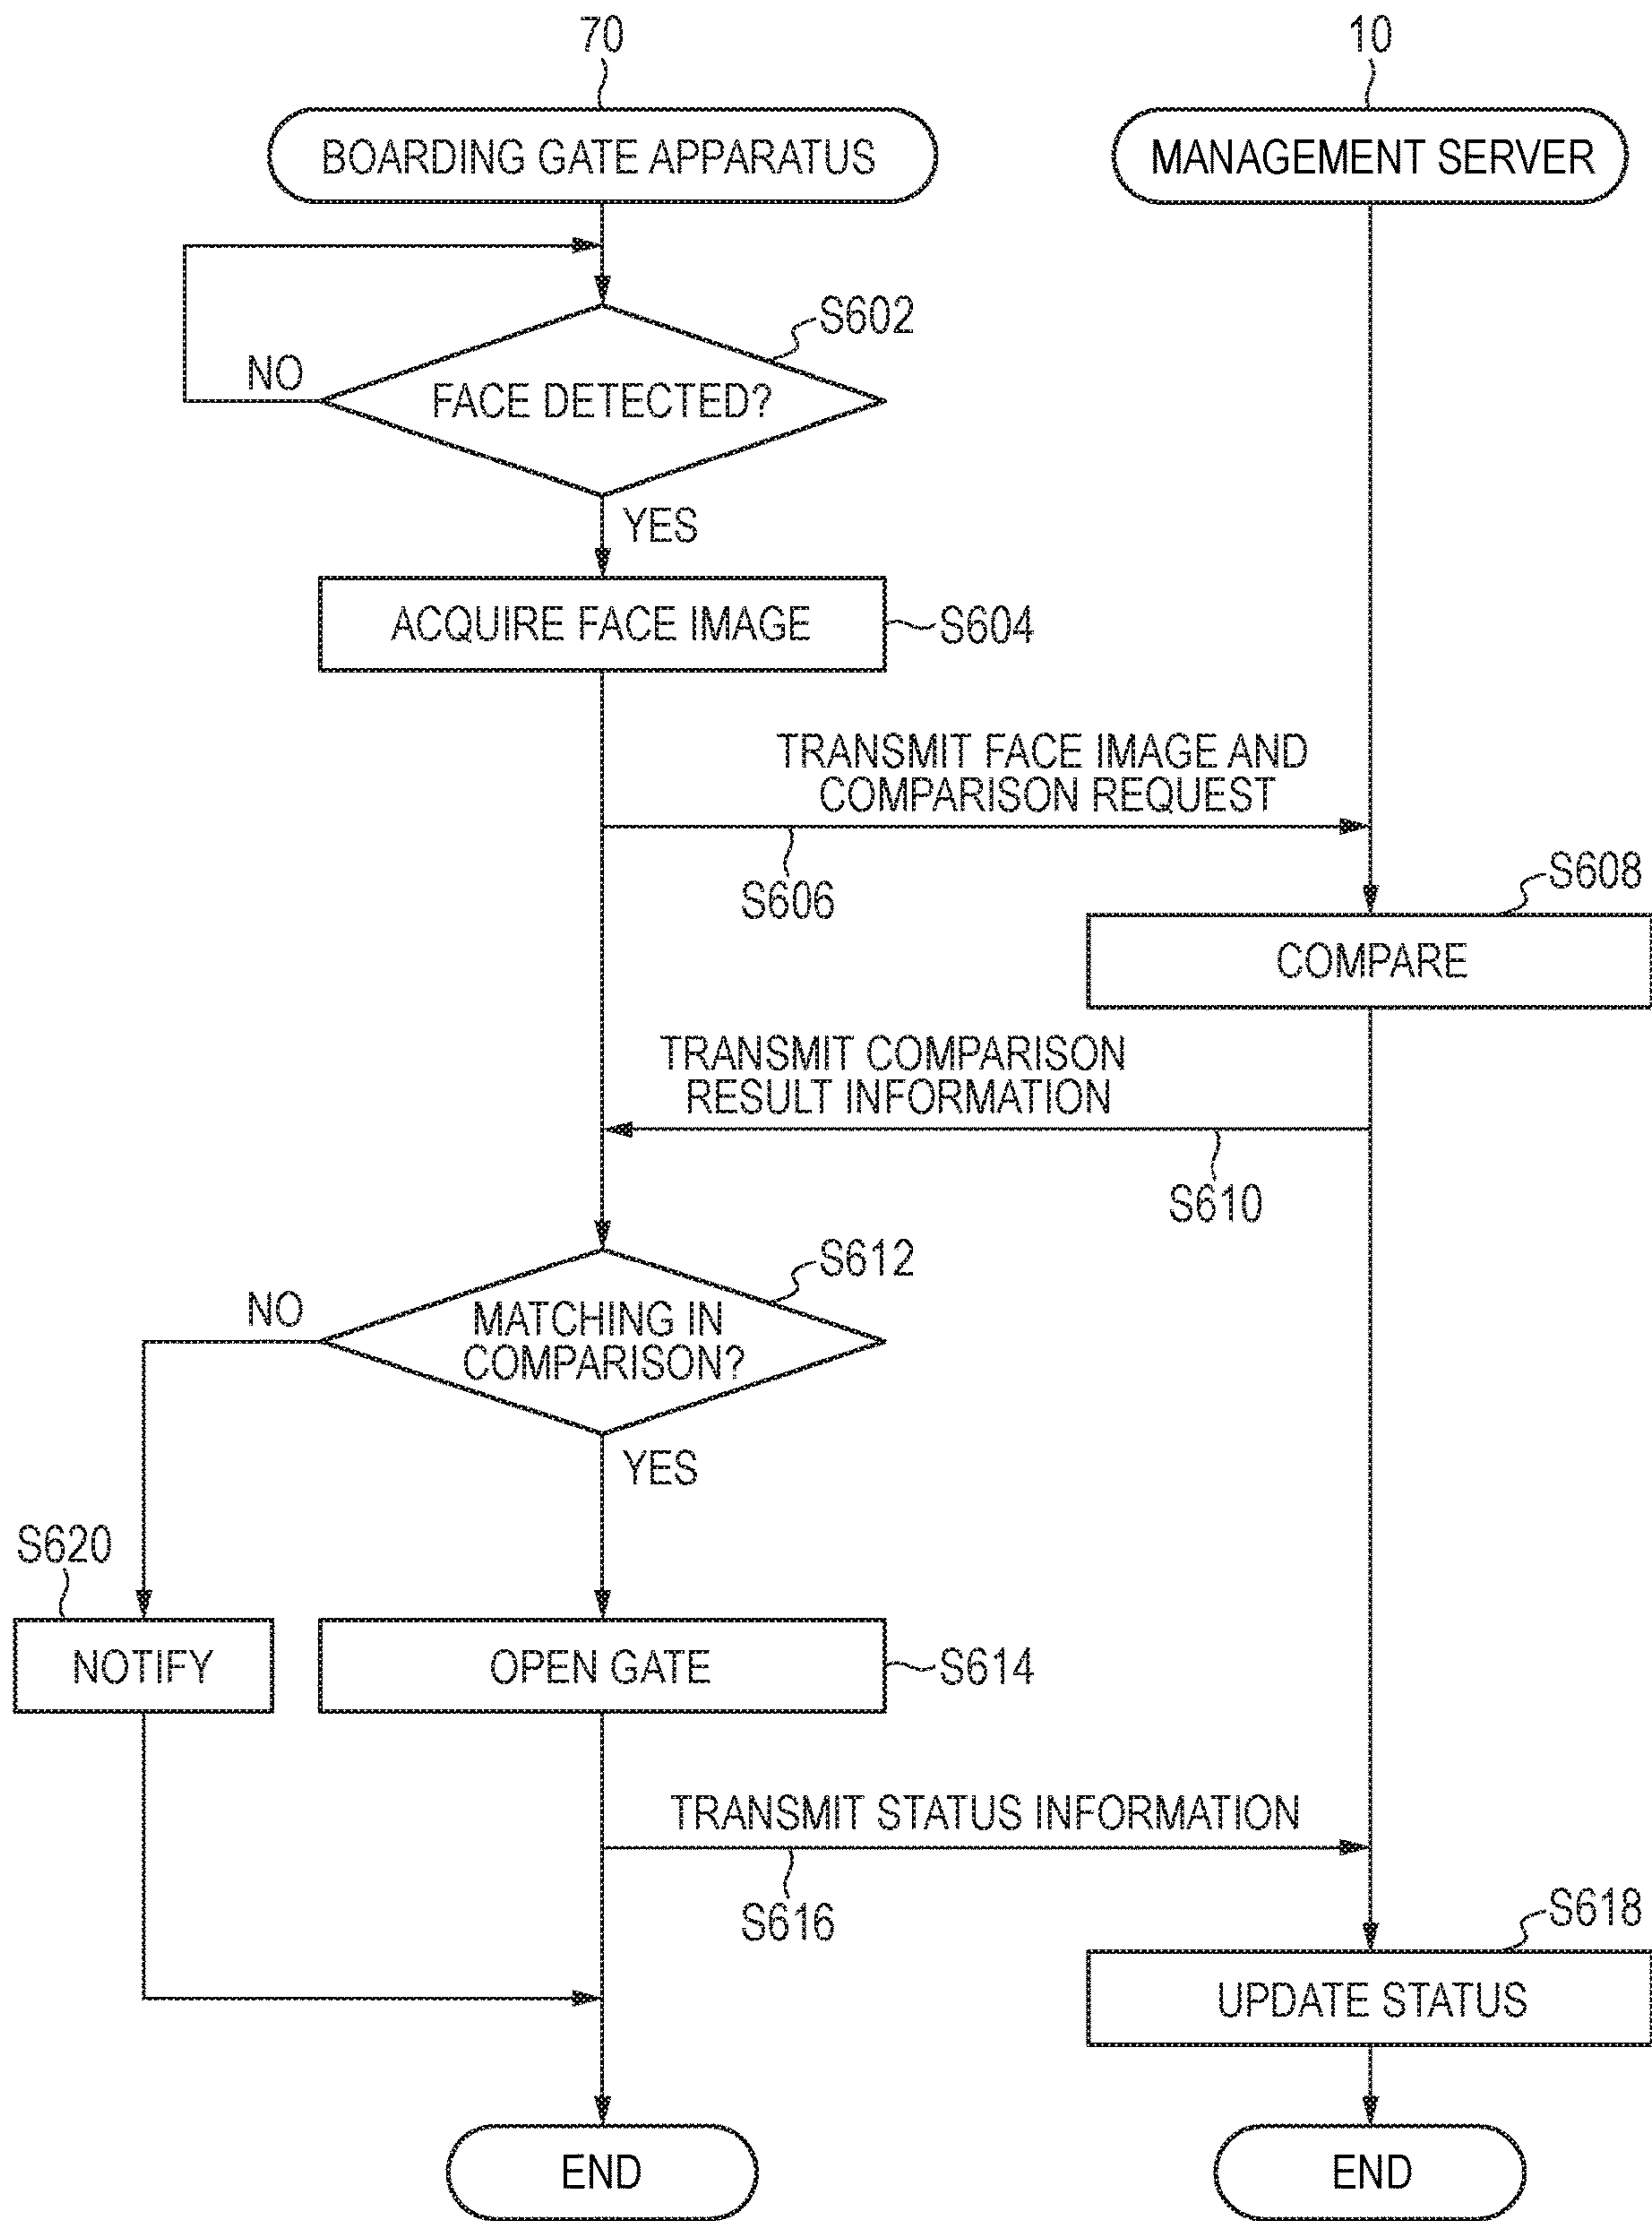 70
10
BOARDING GATE APPARATUS
MANAGEMENT SERVER
S602
NO
FACE DETECTED?
YES
ACQUIRE FACE IMAGE
S604
TRANSMIT FACE IMAGE AND
COMPARISON REQUEST
S606
S608
COMPARE
TRANSMIT COMPARISON
RESULT INFORMATION
S610
S612
NO
MATCHING IN
COMPARISON?
YES
S620
NOTIFY
OPEN GATE
S614
TRANSMIT STATUS INFORMATION
S616
S618
UPDATE STATUS
END
END